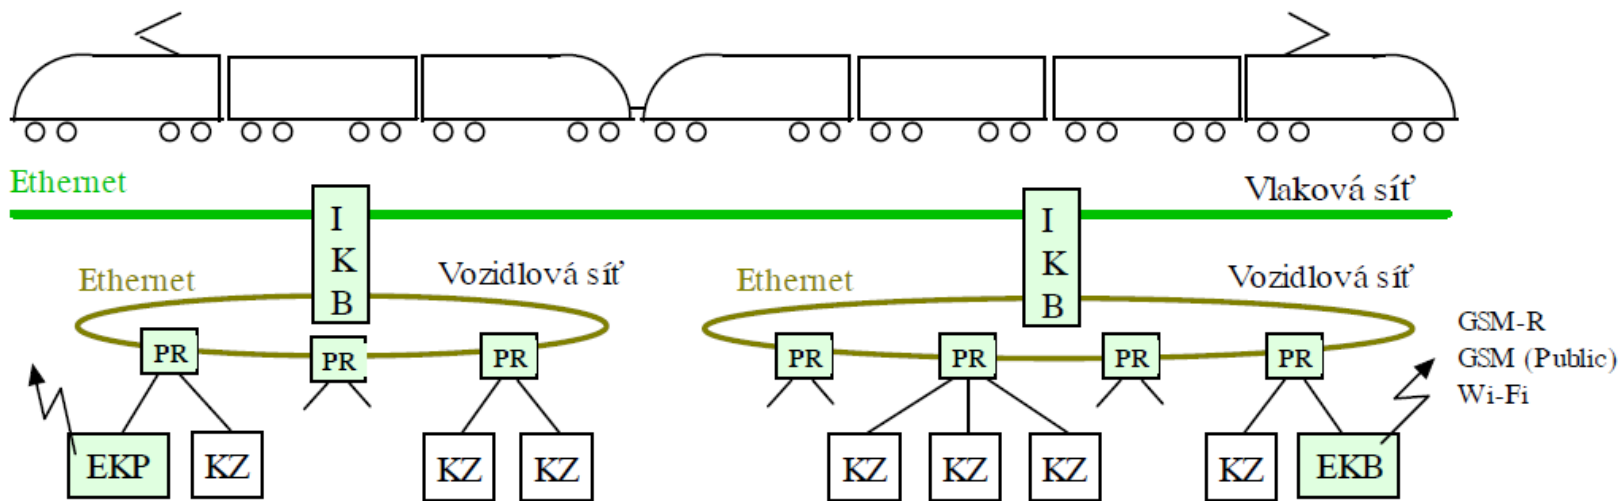 Ethernet
Vlaková síť
I
K
B
I
K
B
Ethernet
Vozidlová síť
Ethernet
Vozidlová síť
PR
PR
PR
PR
PR
PR
PR
GSM-R
GSM (Public)
Wi-Fi
EKP
KZ
KZ
KZ
KZ
KZ
KZ
KZ
EKB